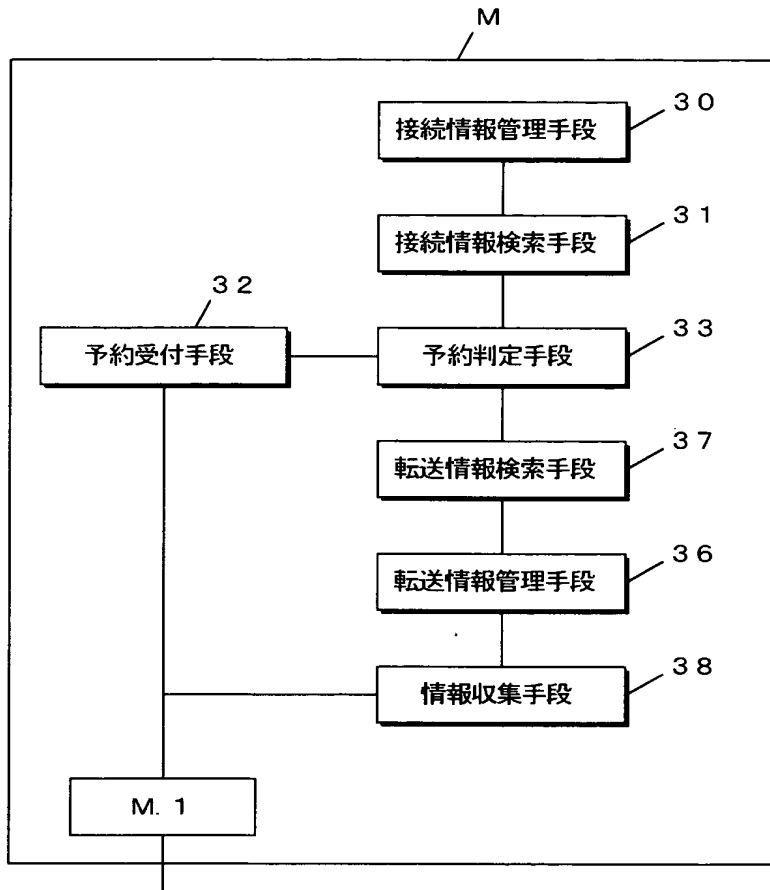 M
30
接続情報管理手段
31
接続情報検索手段
32
予約受付手段
33
予約判定手段
37
転送情報検索手段
36
転送情報管理手段
38
情報収集手段
M. 1